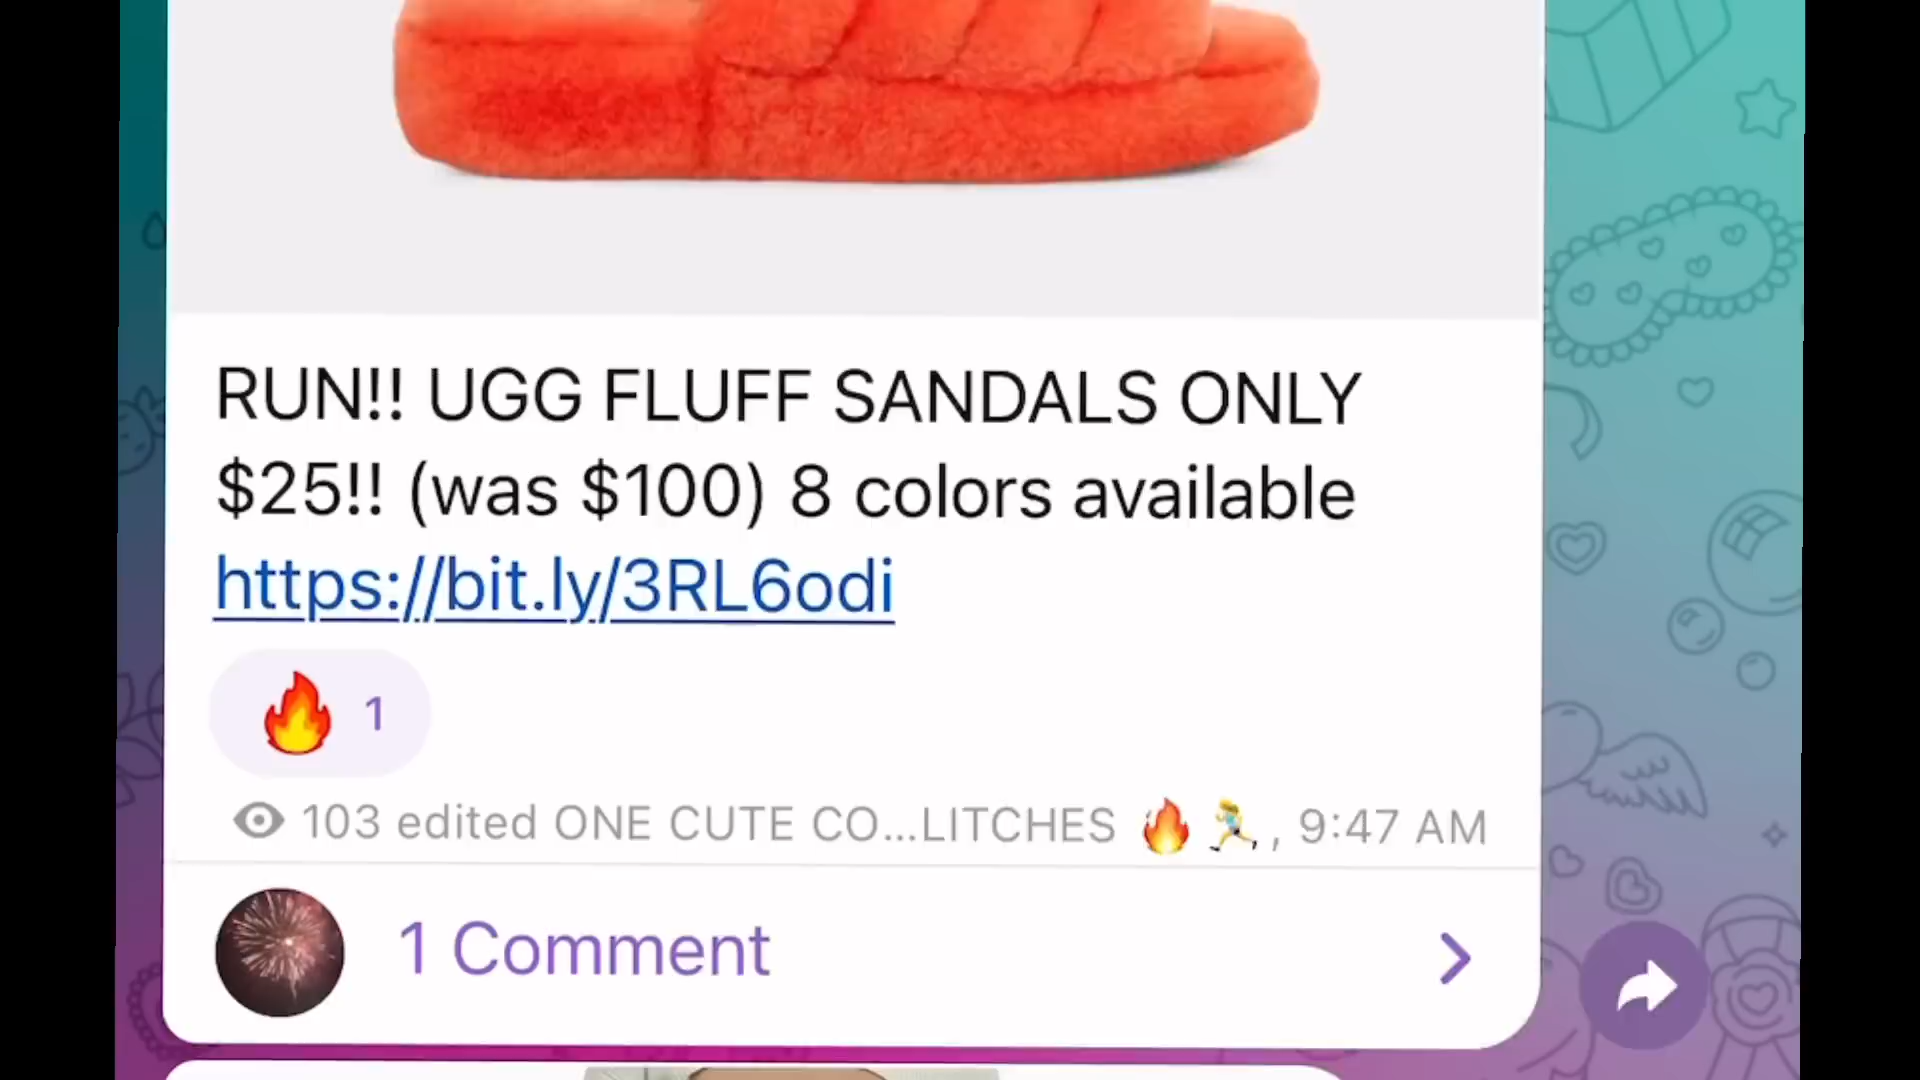 RUN!! UGG FLUFF SANDALS ONLY
$25!! (was $100) 8 colors available
https://bit.ly/3RL6odi
🔥 1
103 edited ONE CUTE CO...LITCHES 🔥🏃, 9:47 AM
1 Comment